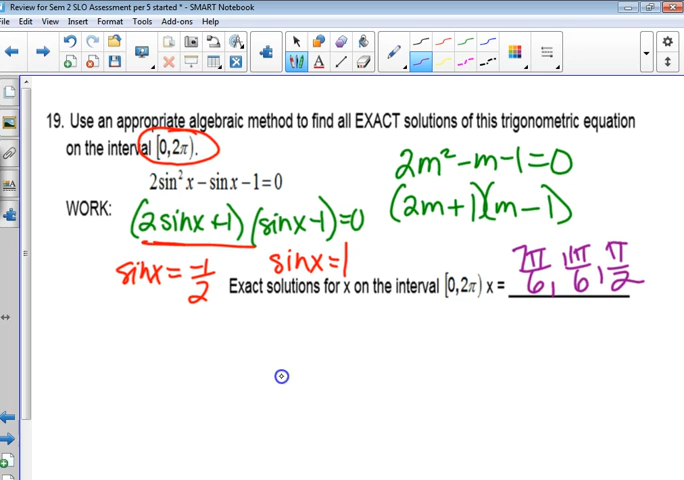 Review for Sem 2 SLO Assessment per 5 started * - SMART Notebook
Edit View Insert Format Tools Add-ons Help
19. Use an appropriate algebraic method to find all EXACT solutions of this trigonometric equation
on the interval [0,2π).
2sin²x−sin x−1=0
2m²-m-1=0
WORK:
(2sinx+1)(sinx-1)=0
(2m+1)(m-1)
sinx=-1/2
sinx=1
Exact solutions for x on the interval [0,2π) x = 7π/6, 11π/6, π/2